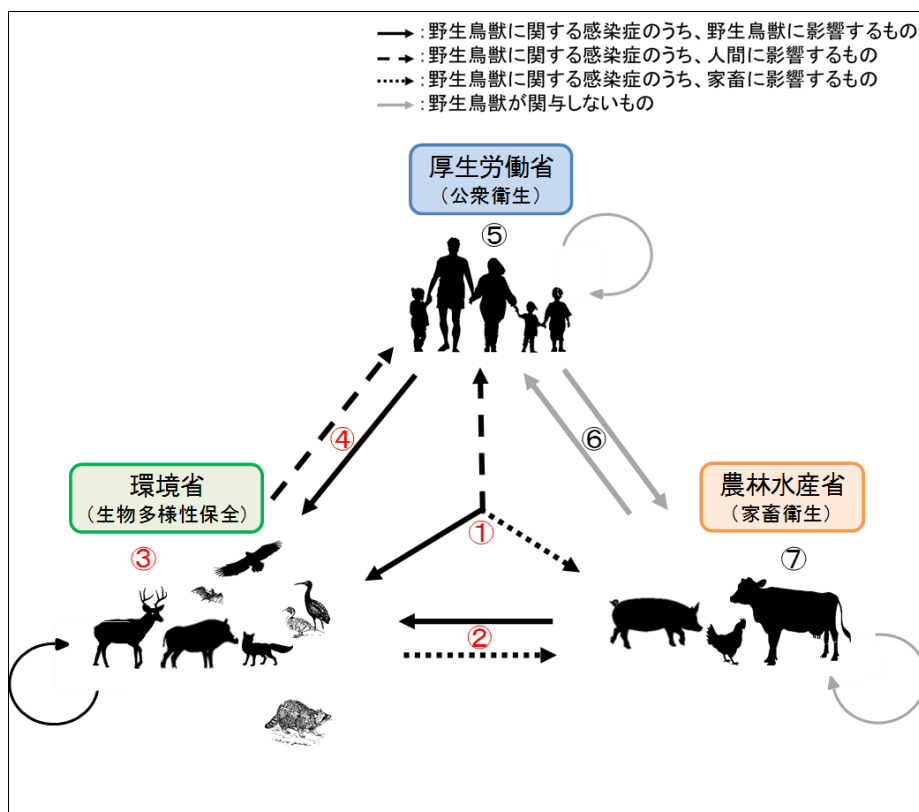 ：野生鳥獣に関する感染症のうち、野生鳥獣に影響するもの
：野生鳥獣に関する感染症のうち、人間に影響するもの
：野生鳥獣に関する感染症のうち、家畜に影響するもの
：野生鳥獣が関与しないもの
厚生労働省
（公衆衛生）
⑤
④
⑥
環境省
（生物多様性保全）
農林水産省
（家畜衛生）
①
③
⑦
②